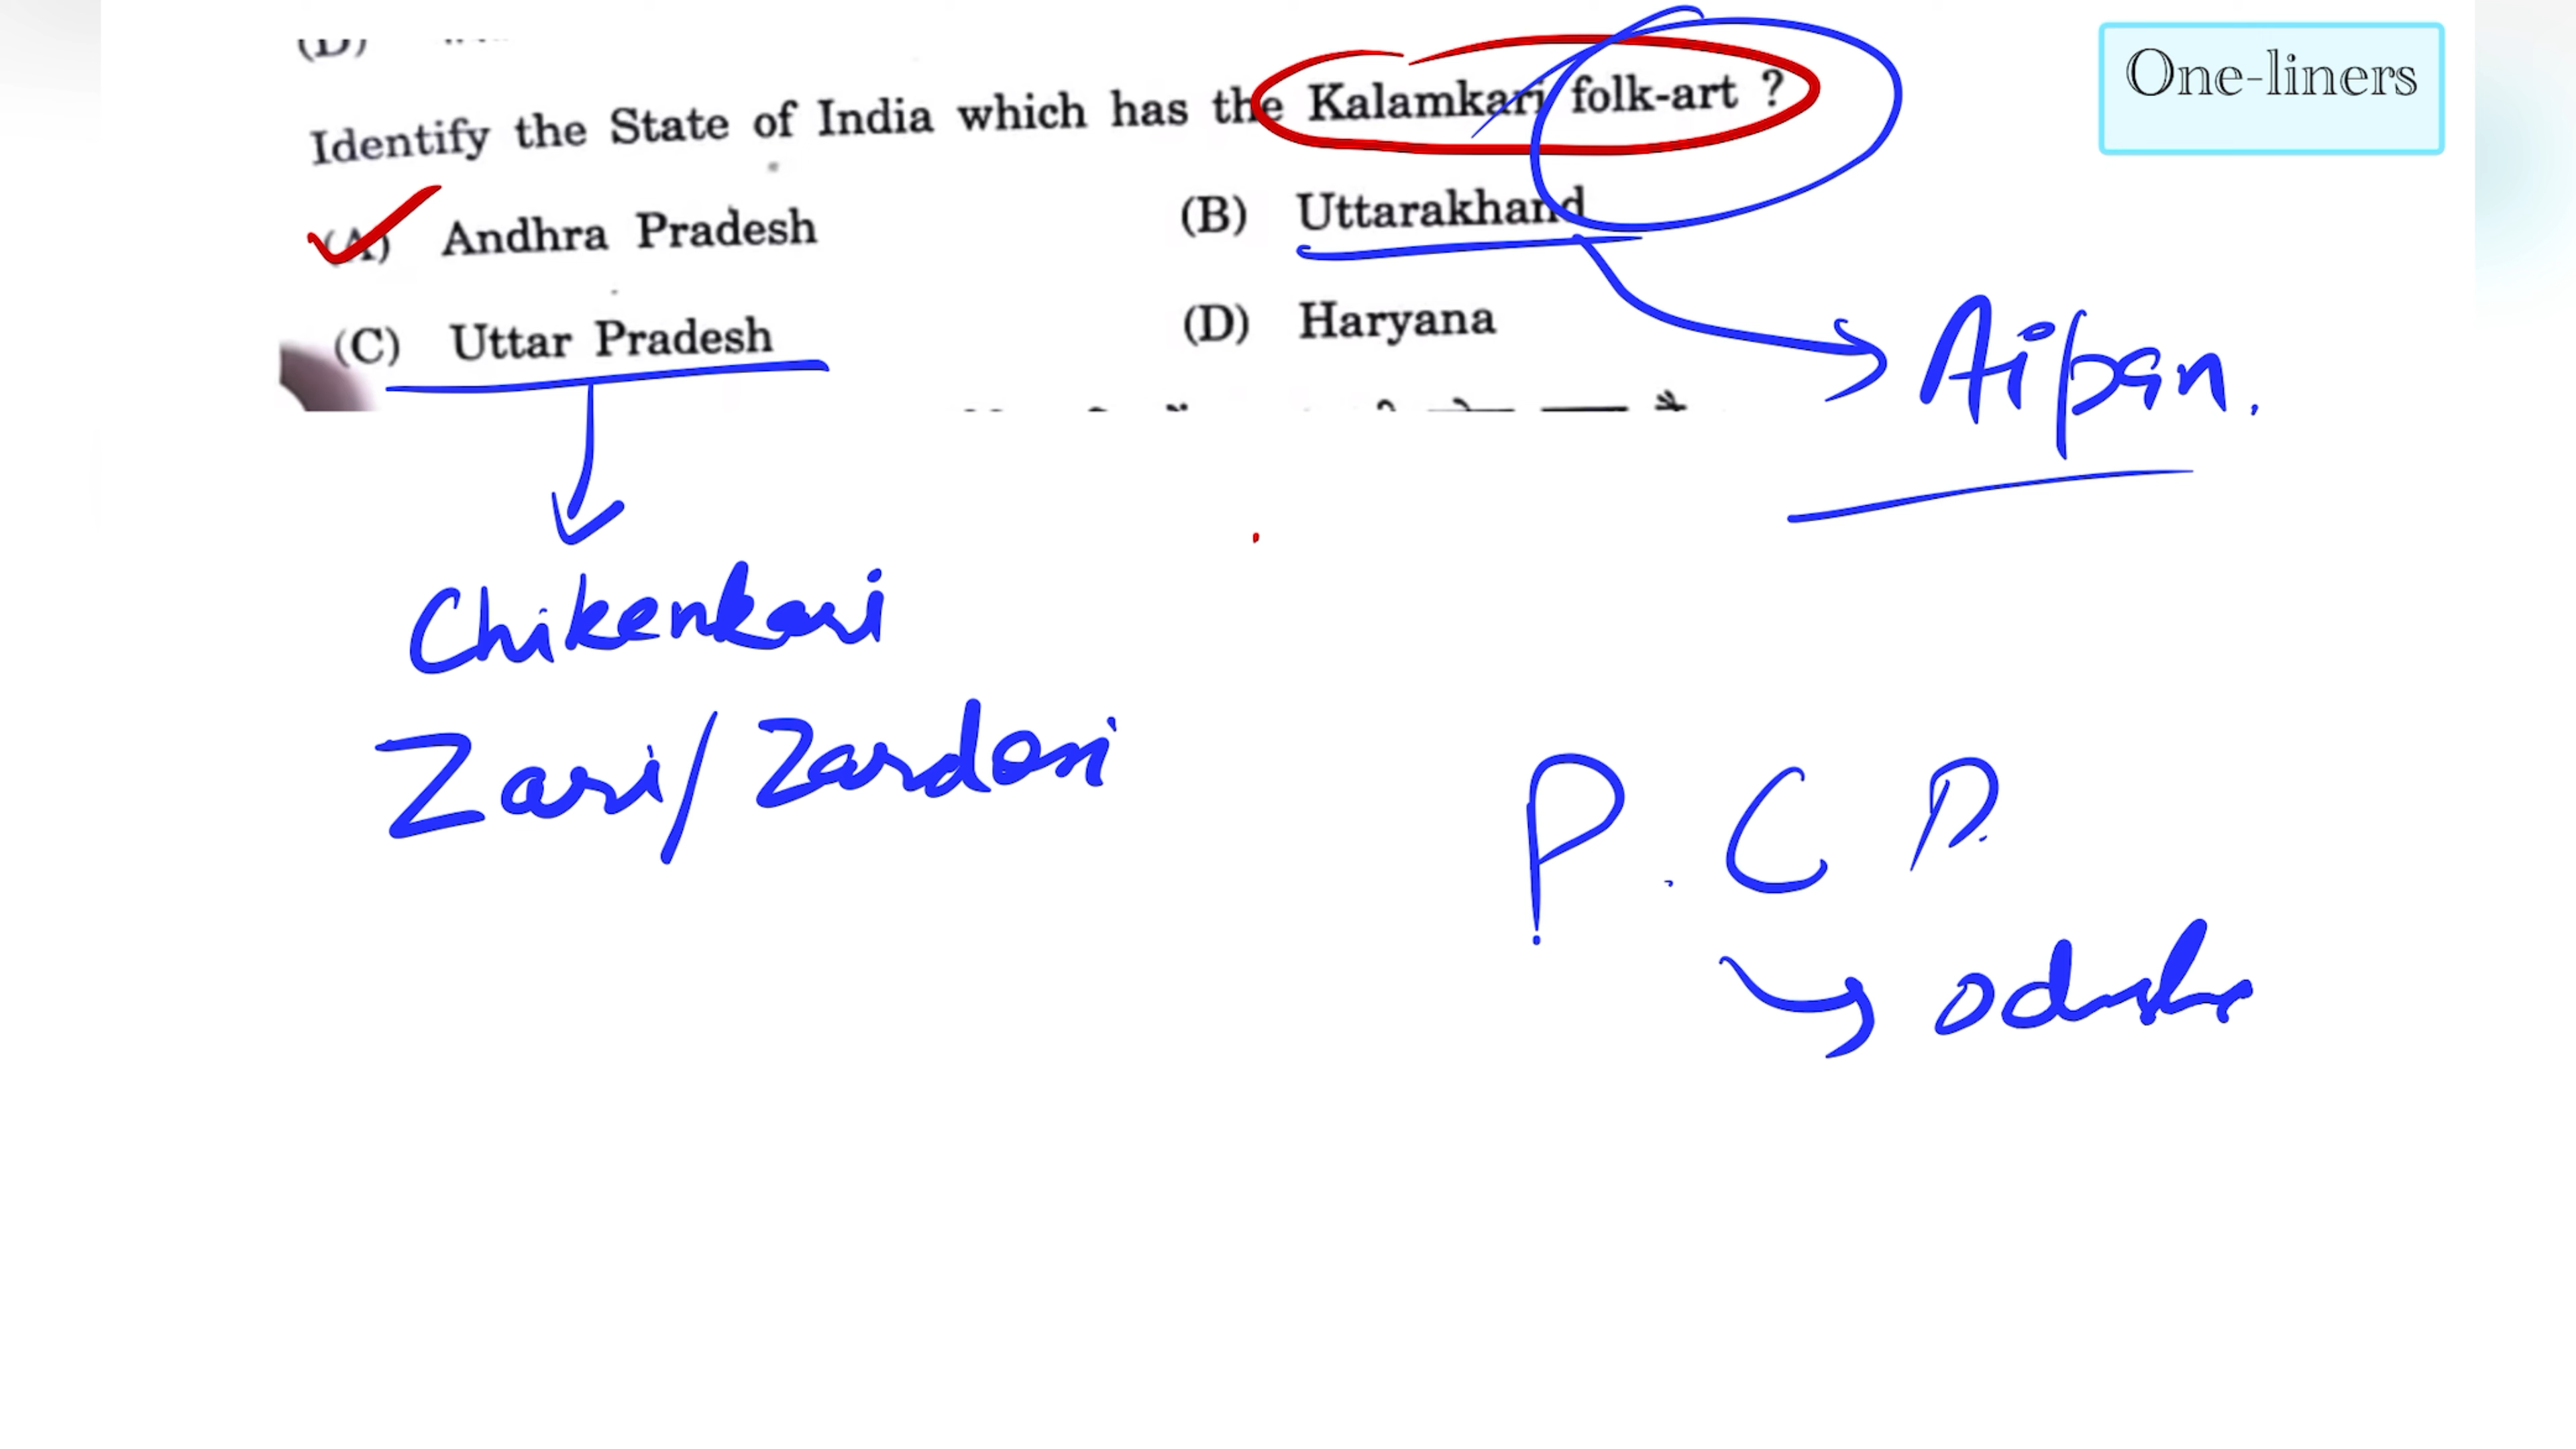 One-liners
Identify the State of India which has the Kalamkari folk-art ?
(A) Andhra Pradesh (B) Uttarakhand
(C) Uttar Pradesh (D) Haryana
Aipan.
Chikenkari
Zari/Zardosi
P. C